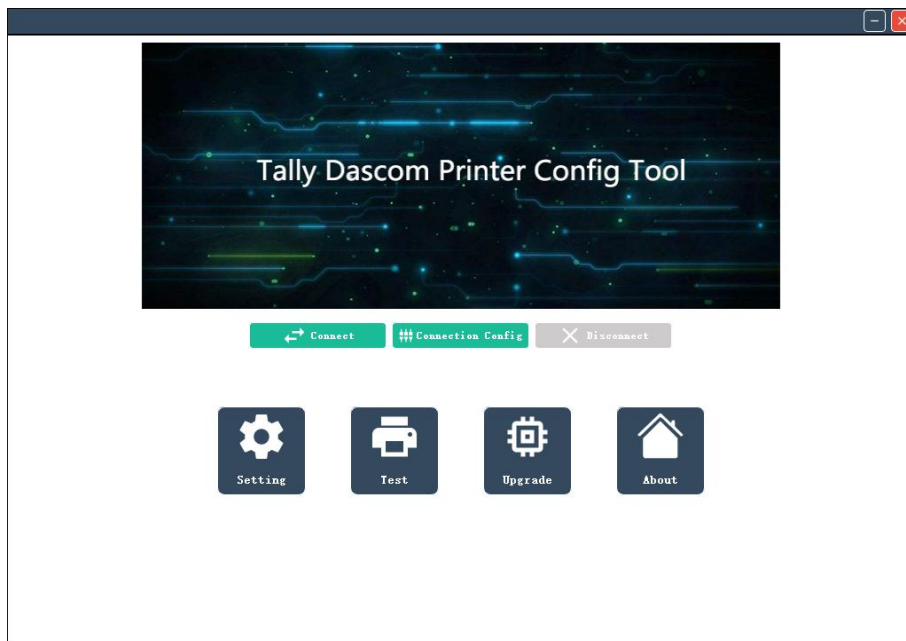 Tally Dascom Printer Config Tool
Connect Connection Config Disconnect
Setting Test Upgrade About